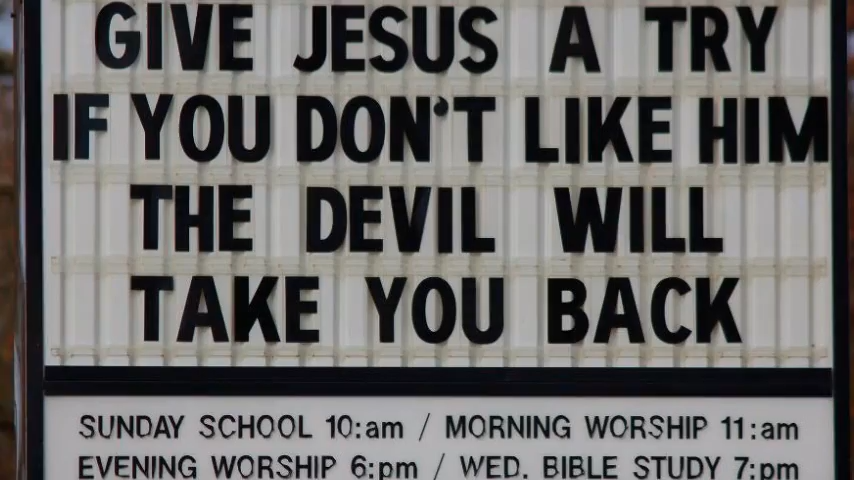 GIVE JESUS A TRY
IF YOU DON'T LIKE HIM
THE DEVIL WILL
TAKE YOU BACK
SUNDAY SCHOOL 10:am / MORNING WORSHIP 11:am
EVENING WORSHIP 6:pm / WED. BIBLE STUDY 7:pm